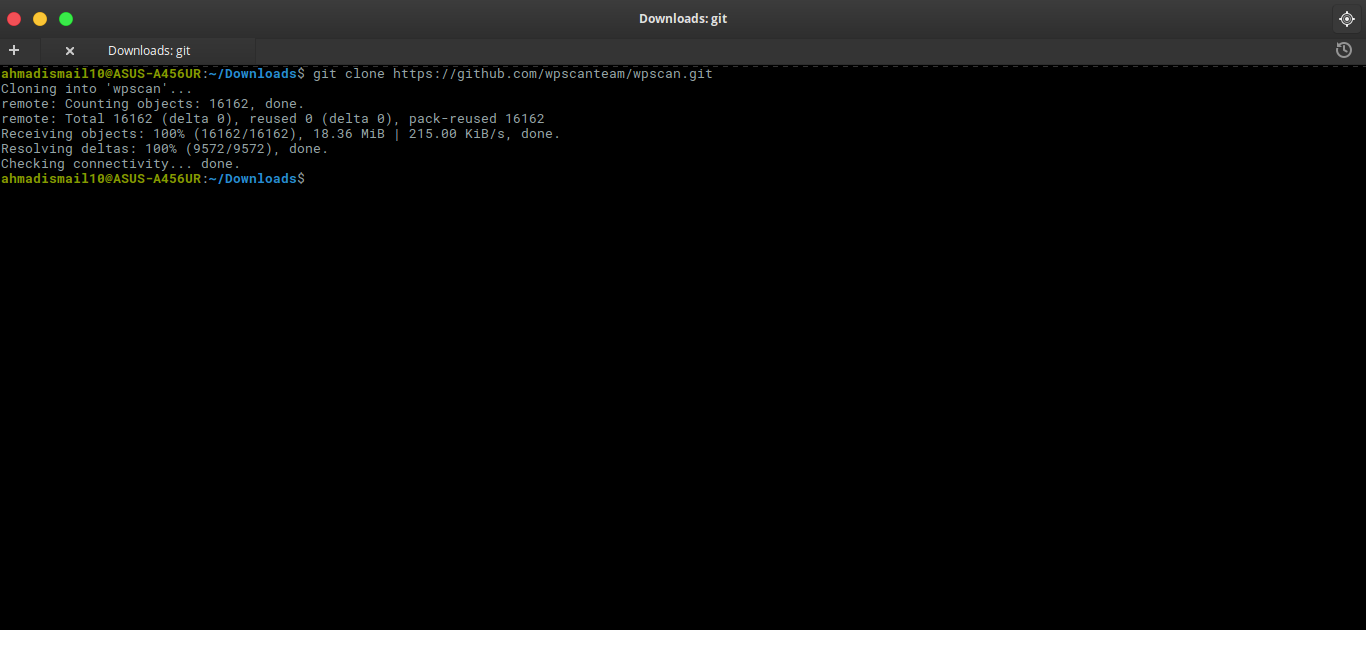 Downloads: git
Downloads: git
ahmadismail10@ASUS-A456UR:~/Downloads$ git clone https://github.com/wpscanteam/wpscan.git
Cloning into 'wpscan'...
remote: Counting objects: 16162, done.
remote: Total 16162 (delta 0), reused 0 (delta 0), pack-reused 16162
Receiving objects: 100% (16162/16162), 18.36 MiB | 215.00 KiB/s, done.
Resolving deltas: 100% (9572/9572), done.
Checking connectivity... done.
ahmadismail10@ASUS-A456UR:~/Downloads$